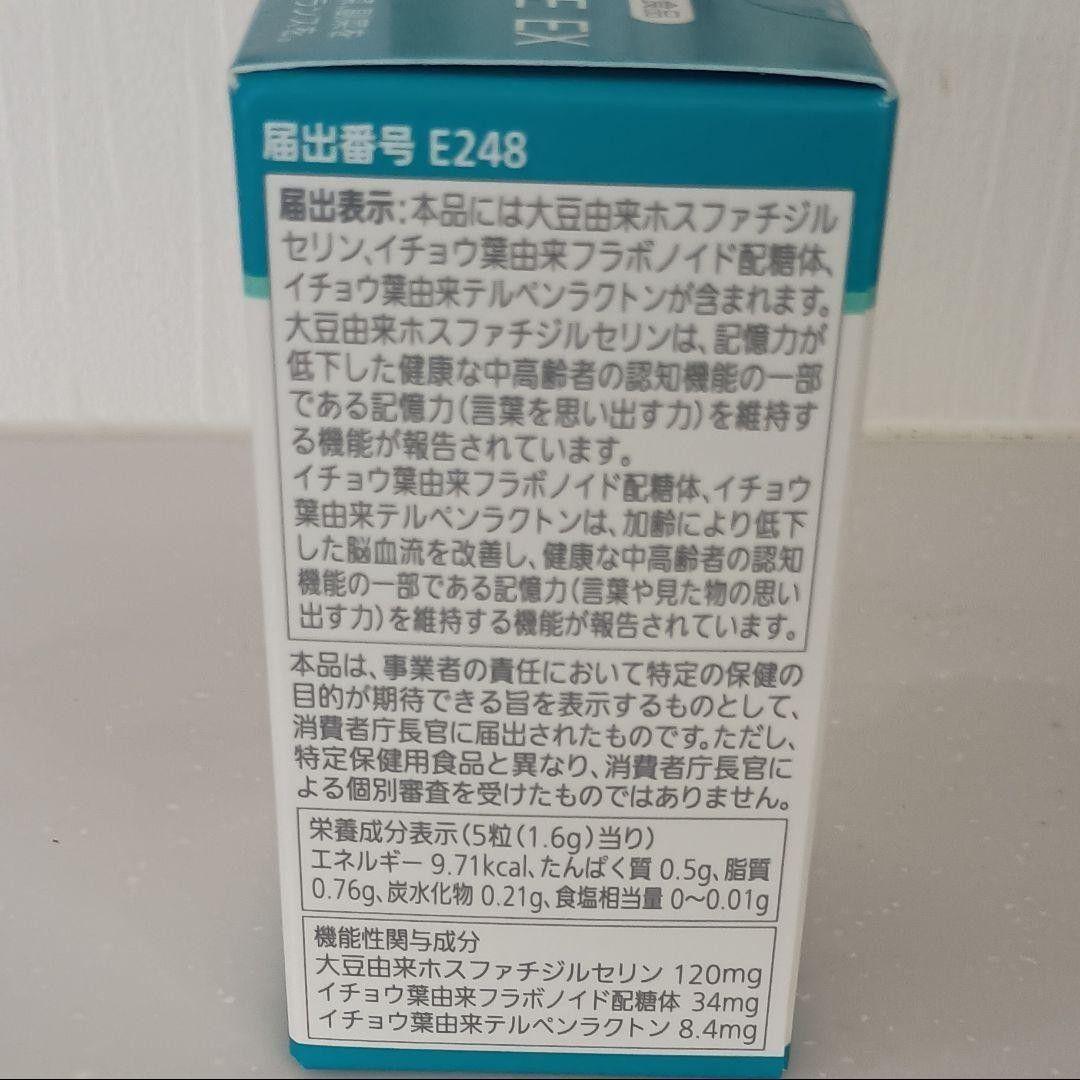 E EX
届出番号 E248
届出表示:本品には大豆由来ホスファチジル
セリン、イチョウ葉由来フラボノイド配糖体、
イチョウ葉由来テルペンラクトンが含まれます。
大豆由来ホスファチジルセリンは、記憶力が
低下した健康な中高齢者の認知機能の一部
である記憶力(言葉を思い出す力)を維持す
る機能が報告されています。
イチョウ葉由来フラボノイド配糖体、イチョウ
葉由来テルペンラクトンは、加齢により低下
した脳血流を改善し、健康な中高齢者の認知
機能の一部である記憶力(言葉や見た物の思い
出す力)を維持する機能が報告されています。
本品は、事業者の責任において特定の保健の
目的が期待できる旨を表示するものとして、
消費者庁長官に届出されたものです。ただし、
特定保健用食品と異なり、消費者庁長官に
よる個別審査を受けたものではありません。
栄養成分表示(5粒(1.6g)当り)
エネルギー 9.71kcal、たんぱく質 0.5g、脂質
0.76g、炭水化物 0.21g、食塩相当量 0〜0.01g
機能性関与成分
大豆由来ホスファチジルセリン 120mg
イチョウ葉由来フラボノイド配糖体 34mg
イチョウ葉由来テルペンラクトン 8.4mg